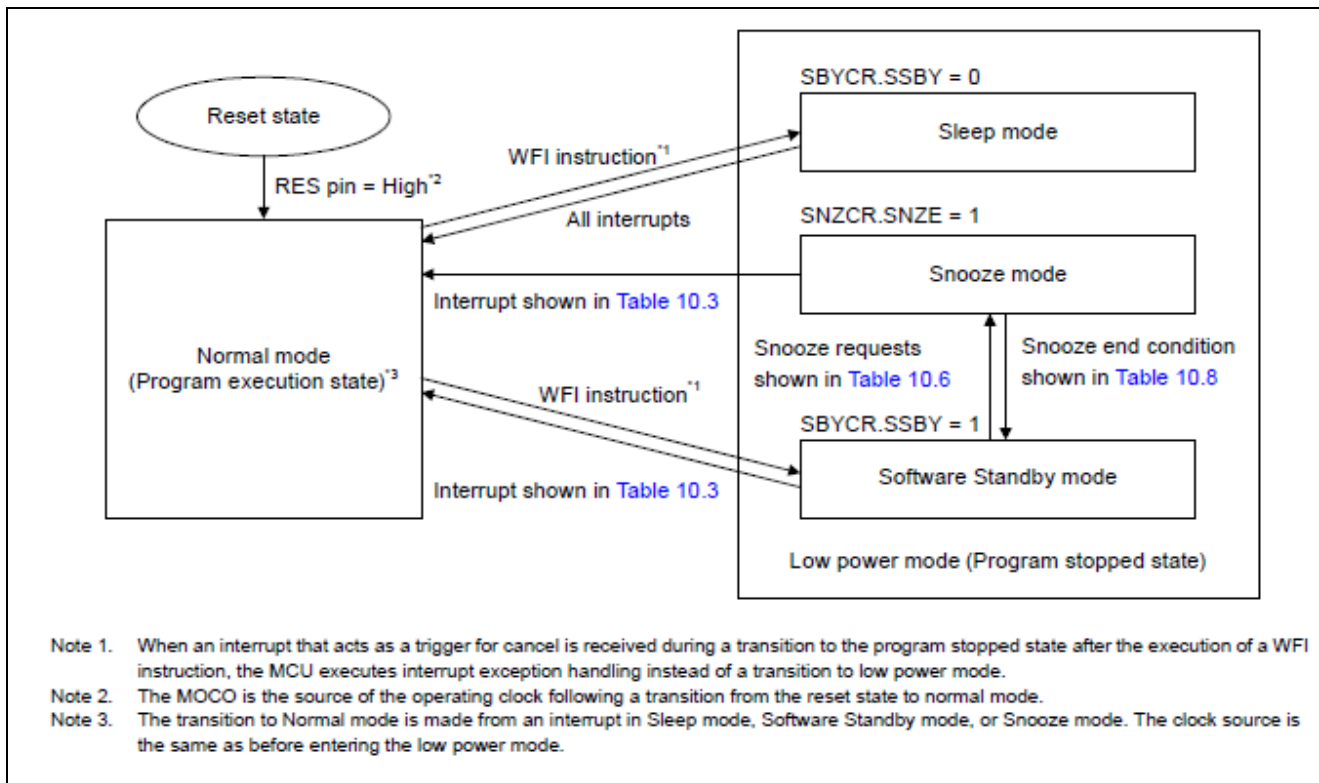 SBYCR.SSBY = 0
Reset state
Sleep mode
WFI instruction*1
RES pin = High*2
All interrupts
SNZCR.SNZE = 1
Snooze mode
Interrupt shown in Table 10.3
Normal mode
(Program execution state)*3
Snooze requests
shown in Table 10.6
Snooze end condition
shown in Table 10.8
WFI instruction*1
SBYCR.SSBY = 1
Software Standby mode
Interrupt shown in Table 10.3
Low power mode (Program stopped state)
Note 1. When an interrupt that acts as a trigger for cancel is received during a transition to the program stopped state after the execution of a WFI
instruction, the MCU executes interrupt exception handling instead of a transition to low power mode.
Note 2. The MOCO is the source of the operating clock following a transition from the reset state to normal mode.
Note 3. The transition to Normal mode is made from an interrupt in Sleep mode, Software Standby mode, or Snooze mode. The clock source is
the same as before entering the low power mode.